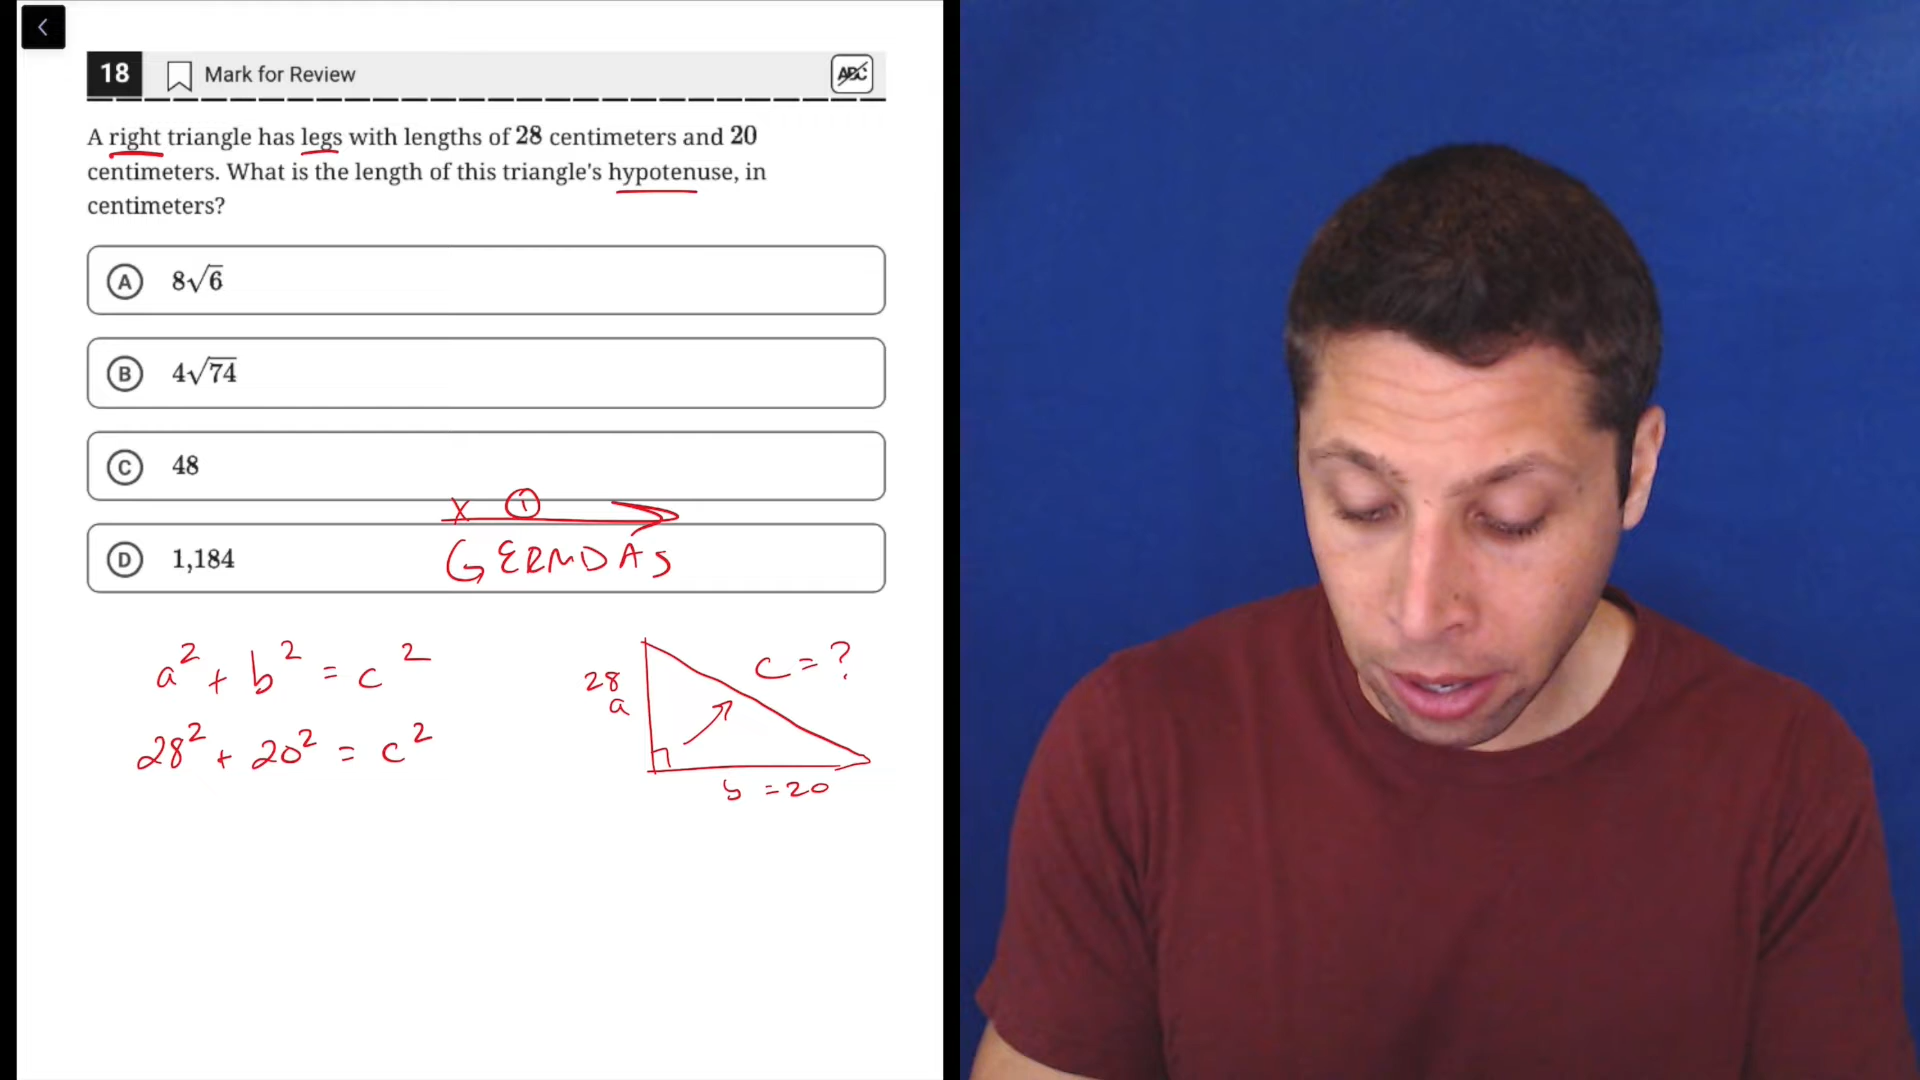 18 Mark for Review ABC
A right triangle has legs with lengths of 28 centimeters and 20
centimeters. What is the length of this triangle's hypotenuse, in
centimeters?
A 8√6
B 4√74
C 48
x 1
D 1,184
GERMDAS
a² + b² = c²
28² + 20² = c²
c = ?
28
a
b = 20